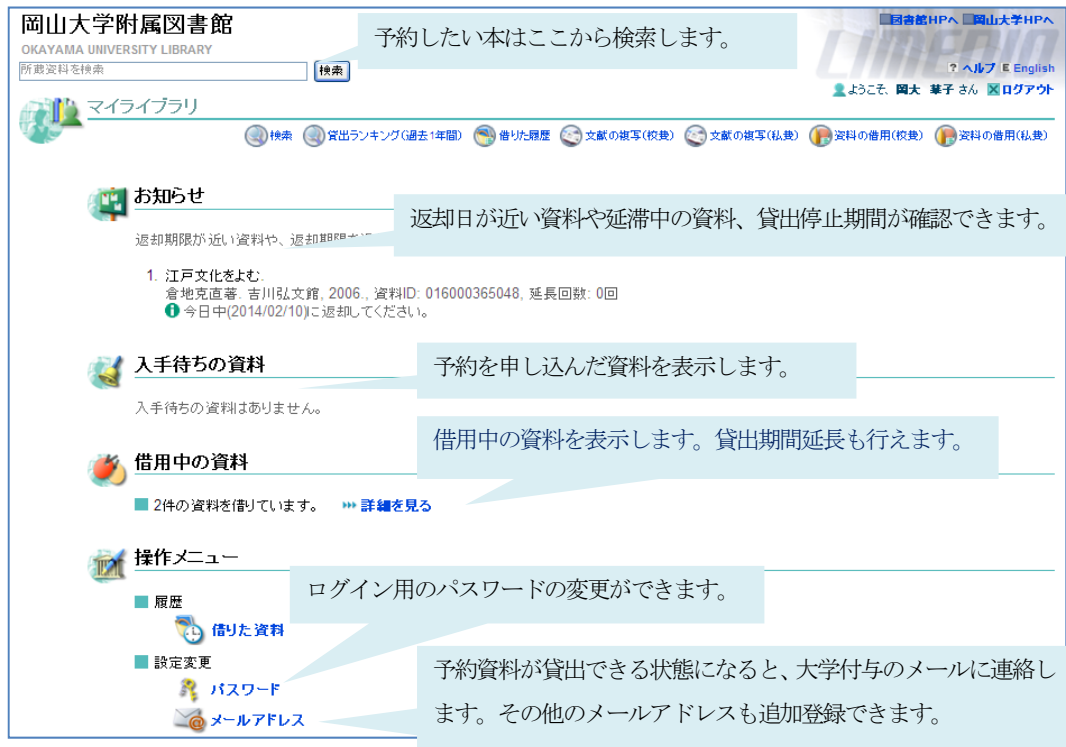 岡山大学附属図書館
OKAYAMA UNIVERSITY LIBRARY
予約したい本はここから検索します。
図書館HPへ 岡山大学HPへ
LIMEDIO
所蔵資料を検索
検索
? ヘルプ E English
ようこそ、岡大 華子 さん ログアウト
マイライブラリ
検索 貸出ランキング(過去1年間) 借りた履歴 文献の複写(校費) 文献の複写(私費) 資料の借用(校費) 資料の借用(私費)
お知らせ
返却日が近い資料や延滞中の資料、貸出停止期間が確認できます。
返却期限が近い資料や、返却期限
1. 江戸文化をよむ.
倉地克直著. 吉川弘文館, 2006., 資料ID: 016000365048, 延長回数: 0回
今日中(2014/02/10)に返却してください。
入手待ちの資料
予約を申し込んだ資料を表示します。
入手待ちの資料はありません。
借用中の資料を表示します。貸出期間延長も行えます。
借用中の資料
2件の資料を借りています。 詳細を見る
操作メニュー
ログイン用のパスワードの変更ができます。
履歴
借りた資料
設定変更
パスワード
メールアドレス
予約資料が貸出できる状態になると、大学付与のメールに連絡し
ます。その他のメールアドレスも追加登録できます。